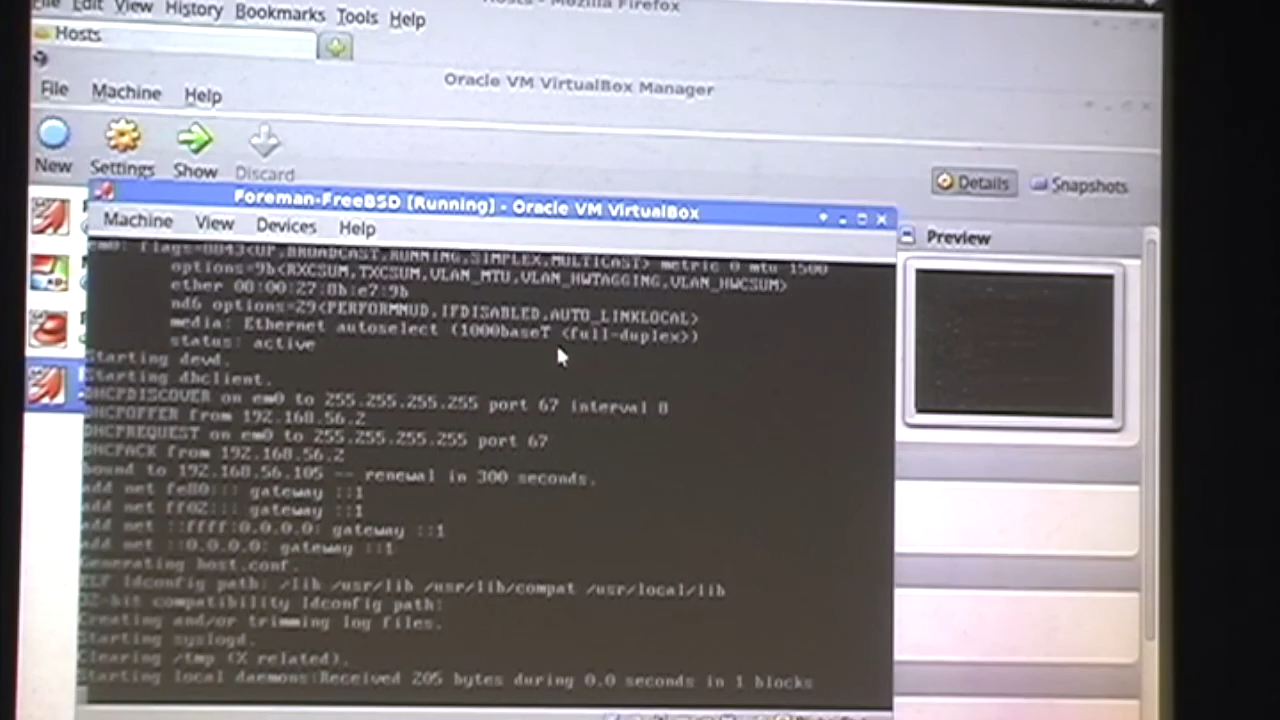 File Edit View History Bookmarks Tools Help
Hosts - Mozilla Firefox
Hosts
Oracle VM VirtualBox Manager
File Machine Help
New Settings Show Discard
Details Snapshots
Foreman-FreeBSD [Running] - Oracle VM VirtualBox
Machine View Devices Help
Preview
em0: flags=8843<UP,BROADCAST,RUNNING,SIMPLEX,MULTICAST> metric 0 mtu 1500
options=9b<RXCSUM,TXCSUM,VLAN_MTU,VLAN_HWTAGGING,VLAN_HWCSUM>
ether 08:00:27:8b:e7:9b
nd6 options=29<PERFORMNUD,IFDISABLED,AUTO_LINKLOCAL>
media: Ethernet autoselect (1000baseT <full-duplex>)
status: active
Starting devd.
Starting dhclient.
DHCPDISCOVER on em0 to 255.255.255.255 port 67 interval 8
DHCPOFFER from 192.168.56.2
DHCPREQUEST on em0 to 255.255.255.255 port 67
DHCPACK from 192.168.56.2
bound to 192.168.56.105 -- renewal in 300 seconds.
add net fe80::: gateway ::1
add net ff02::: gateway ::1
add net ::ffff:0.0.0.0: gateway ::1
add net ::0.0.0.0: gateway ::1
Generating host.conf.
ELF ldconfig path: /lib /usr/lib /usr/lib/compat /usr/local/lib
32-bit compatibility ldconfig path:
Creating and/or trimming log files.
Starting syslogd.
Clearing /tmp (X related).
Starting local daemons:Received 205 bytes during 0.0 seconds in 1 blocks